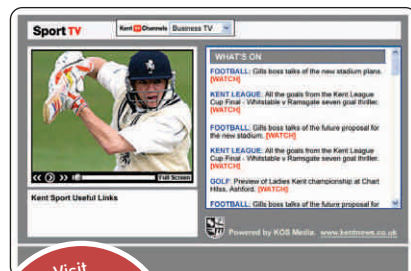 Sport TV
Kent TV Channels Business TV
WHAT'S ON
FOOTBALL: Gills boss talks of the new stadium plans.
[WATCH]
KENT LEAGUE: All the goals from the Kent League
Cup Final - Whitstable v Ramsgate seven goal thriller.
[WATCH]
FOOTBALL: Gills boss talks of the future proposal for
the new stadium. [WATCH]
KENT LEAGUE: All the goals from the Kent League
Cup Final - Whitstable v Ramsgate seven goal thriller.
[WATCH]
GOLF: Preview of Ladies Kent championship at Chart
Hills, Ashford. [WATCH]
FOOTBALL: Gills boss talks of the future proposal for
Full Screen
Kent Sport Useful Links
Powered by KOS Media. www.kentnews.co.uk
Visit